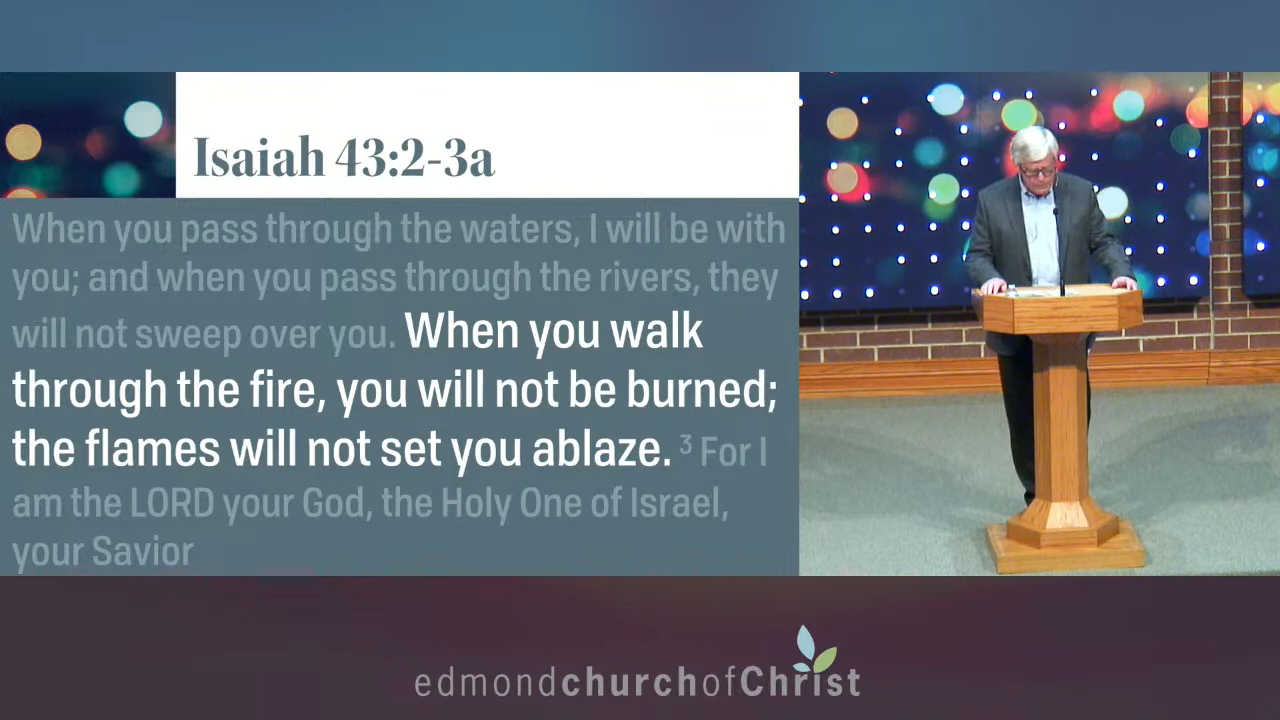 Isaiah 43:2-3a
When you pass through the waters, I will be with
you; and when you pass through the rivers, they
will not sweep over you. When you walk
through the fire, you will not be burned;
the flames will not set you ablaze. ³ For I
am the LORD your God, the Holy One of Israel,
your Savior
edmondchurchofChrist